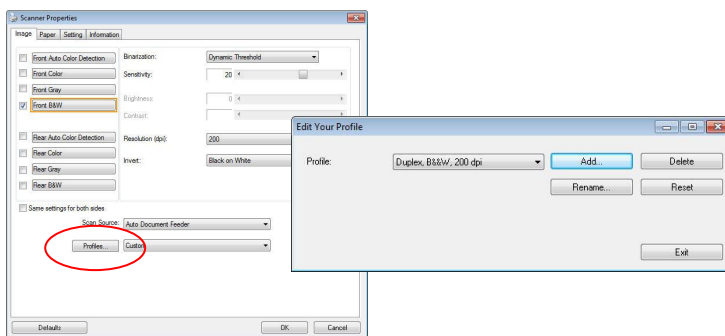 Scanner Properties
Image Paper Setting Information
Front Auto Color Detection
Front Color
Front Gray
Front B&W
Rear Auto Color Detection
Rear Color
Rear Gray
Rear B&W
Binarization: Dynamic Threshold
Sensitivity: 20
Brightness: 0
Contrast:
Resolution (dpi): 200
Invert: Black on White
Same settings for both sides
Scan Source: Auto Document Feeder
Profiles... Custom
Defaults OK Cancel
Edit Your Profile
Profile: Duplex, B&&W, 200 dpi Add... Delete
Rename... Reset
Exit